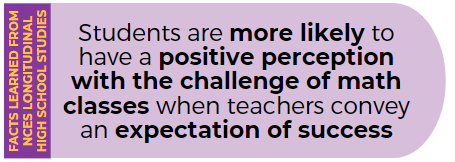 FACTS LEARNED FROM
NCES LONGITUDINAL
HIGH SCHOOL STUDIES
Students are more likely to
have a positive perception
with the challenge of math
classes when teachers convey
an expectation of success